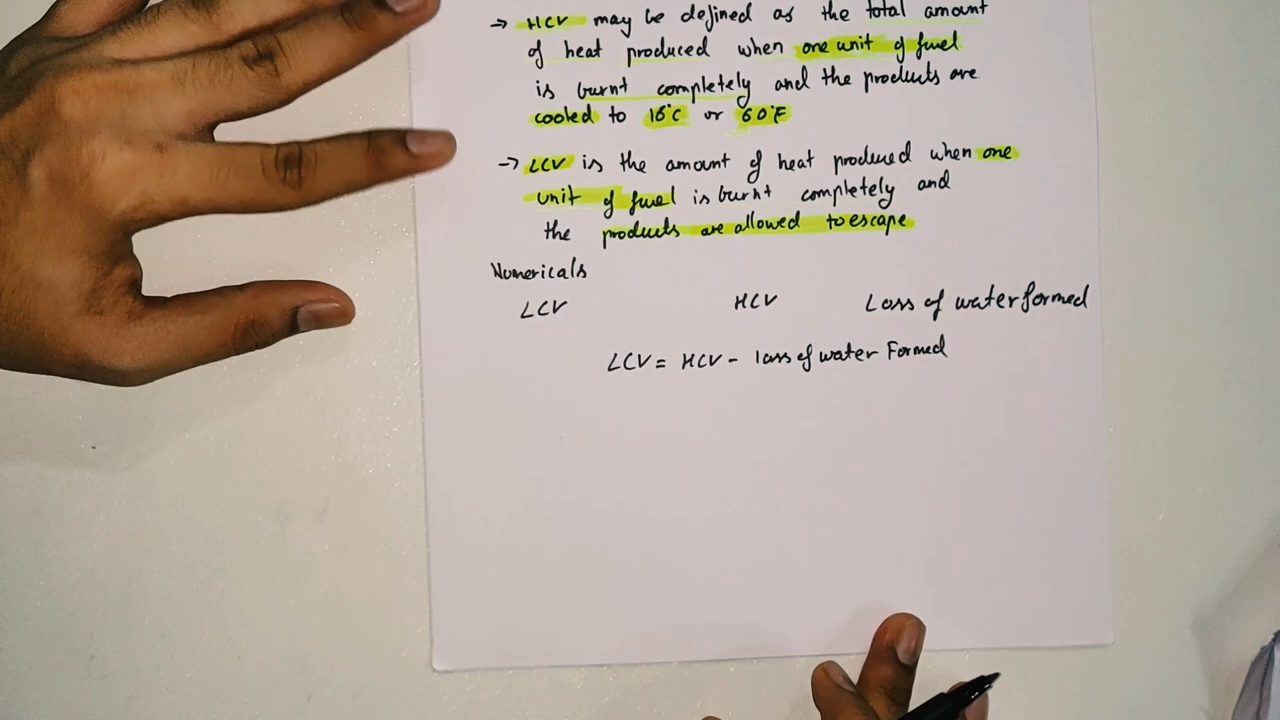 → HCV may be defined as the total amount
of heat produced when one unit of fuel
is burnt completely and the products are
cooled to 16°C or 60°F
→ LCV is the amount of heat produced when one
unit of fuel is burnt completely and
the products are allowed to escape
Numericals
LCV HCV Loss of water formed
LCV = HCV - loss of water Formed